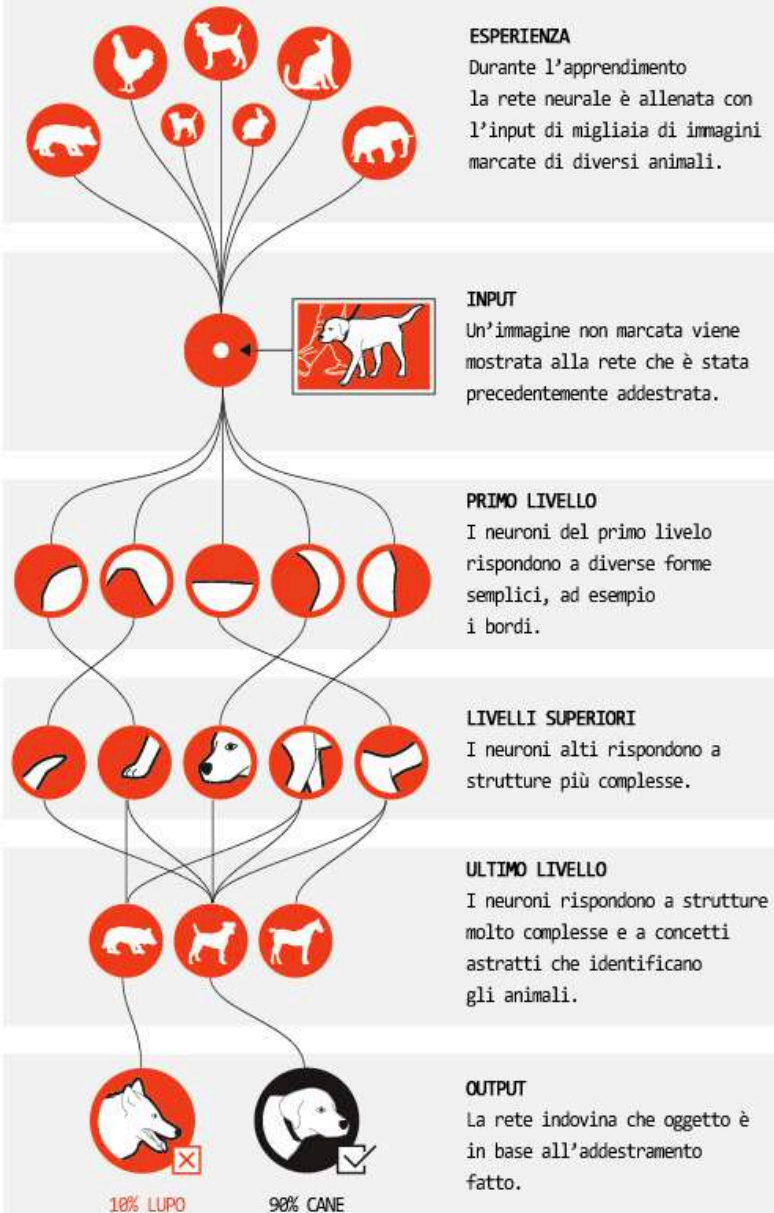 ESPERIENZA
Durante l'apprendimento
la rete neurale è allenata con
l'input di migliaia di immagini
marcate di diversi animali.
INPUT
Un'immagine non marcata viene
mostrata alla rete che è stata
precedentemente addestrata.
PRIMO LIVELLO
I neuroni del primo livelo
rispondono a diverse forme
semplici, ad esempio
i bordi.
LIVELLI SUPERIORI
I neuroni alti rispondono a
strutture più complesse.
ULTIMO LIVELLO
I neuroni rispondono a strutture
molto complesse e a concetti
astratti che identificano
gli animali.
OUTPUT
La rete indovina che oggetto è
in base all'addestramento
fatto.
10% LUPO
90% CANE